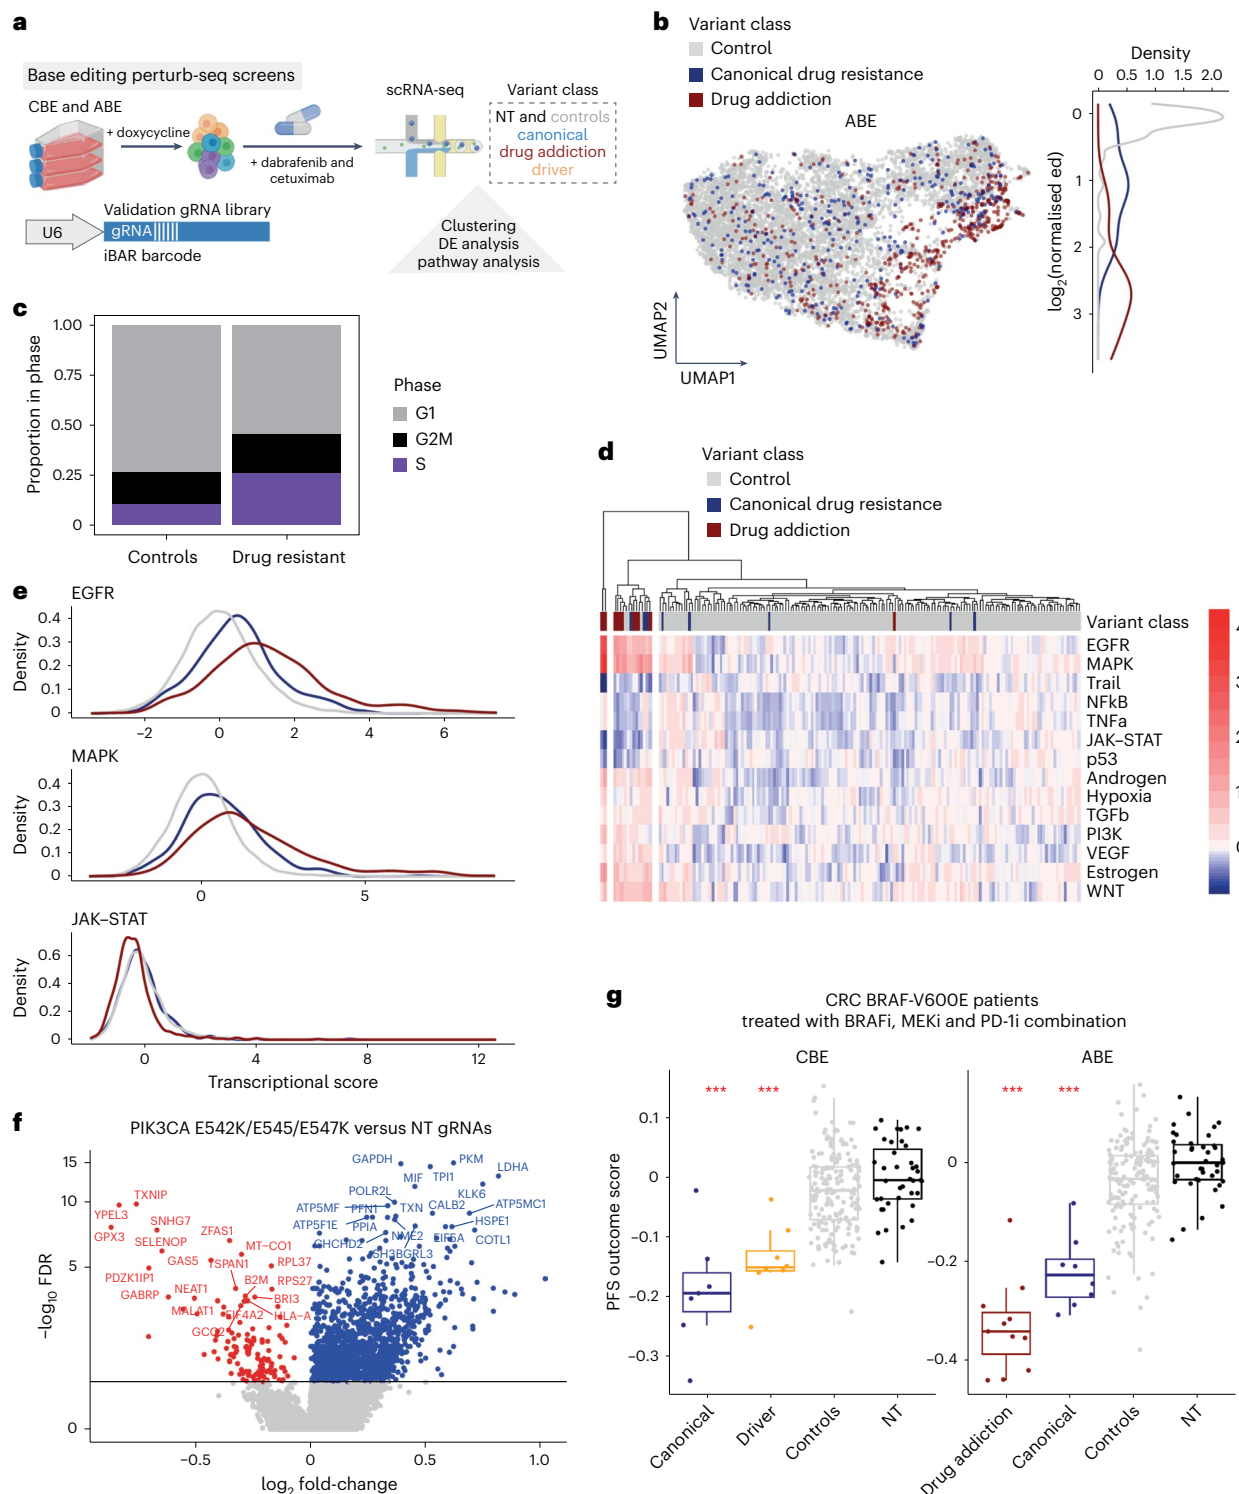 a
Base editing perturb-seq screens
CBE and ABE
+ doxycycline
+ dabrafenib and
cetuximab
scRNA-seq
Variant class
NT and controls
canonical
drug addiction
driver
Validation gRNA library
U6
gRNA
iBAR barcode
Clustering
DE analysis
pathway analysis
b
Variant class
Control
Canonical drug resistance
Drug addiction
ABE
UMAP2
UMAP1
Density
0 0.5 1.0 1.5 2.0
log2(normalised ed)
0
1
2
3
c
Proportion in phase
1.00
0.75
0.50
0.25
0
Controls
Drug resistant
Phase
G1
G2M
S
d
Variant class
Control
Canonical drug resistance
Drug addiction
Variant class
EGFR
MAPK
Trail
NFkB
TNFa
JAK–STAT
p53
Androgen
Hypoxia
TGFb
PI3K
VEGF
Estrogen
WNT
4
3
2
1
0
e
EGFR
Density
0.4
0.3
0.2
0.1
0
−2 0 2 4 6
MAPK
Density
0.4
0.3
0.2
0.1
0
0 5
JAK–STAT
Density
0.6
0.4
0.2
0
0 4 8 12
Transcriptional score
f
PIK3CA E542K/E545/E547K versus NT gRNAs
−log10 FDR
15
10
5
0
−0.5 0 0.5 1.0
log2 fold-change
TXNIP
YPEL3
GPX3
SNHG7
SELENOP
ZFAS1
GAS5
MT−CO1
TSPAN1
RPL37
PDZK1IP1
GABRP
NEAT1
B2M
RPS27
BRI3
MALAT1
EIF4A2
HLA−A
GCC2
GAPDH
PKM
LDHA
MIF
TPI1
KLK6
POLR2L
ATP5MF
PFN1
TXN
CALB2
ATP5MC1
ATP5F1E
PPIA
NME2
HSPE1
EIF5A
COTL1
CHCHD2
SH3BGRL3
g
CRC BRAF-V600E patients
treated with BRAFi, MEKi and PD-1i combination
CBE
ABE
PFS outcome score
0.1
0
−0.1
−0.2
−0.3
*** ***
Canonical
Driver
Controls
NT
0
−0.2
−0.4
*** ***
Drug addiction
Canonical
Controls
NT